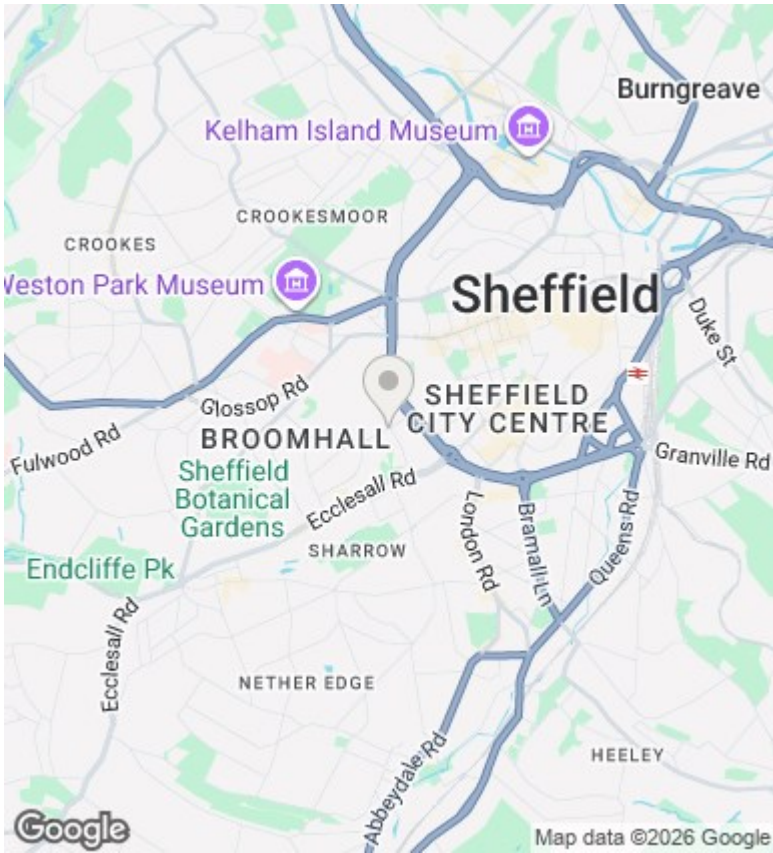 Burngreave
Kelham Island Museum
CROOKESMOOR
CROOKES
Weston Park Museum
Sheffield
Duke St
Glossop Rd
SHEFFIELD
CITY CENTRE
BROOMHALL
Fulwood Rd
Granville Rd
Sheffield
Botanical
Gardens
Ecclesall Rd
London Rd
Bramall Ln
Queens Rd
SHARROW
Endcliffe Pk
Ecclesall Rd
NETHER EDGE
Abbeydale Rd
HEELEY
Google
Map data ©2026 Google